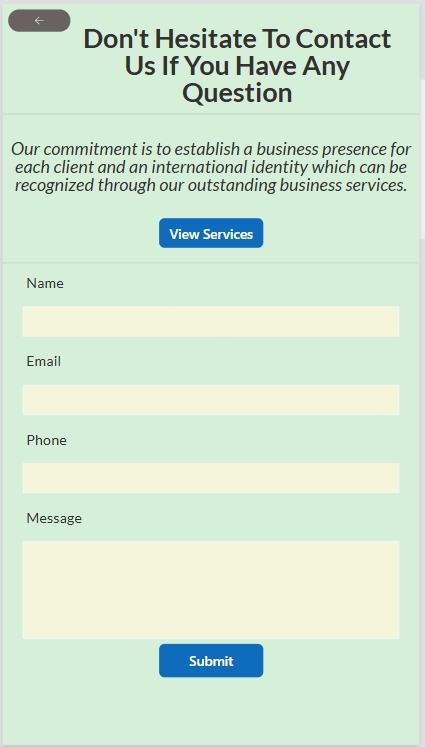 Don't Hesitate To Contact
Us If You Have Any
Question
Our commitment is to establish a business presence for
each client and an international identity which can be
recognized through our outstanding business services.
View Services
Name
Email
Phone
Message
Submit